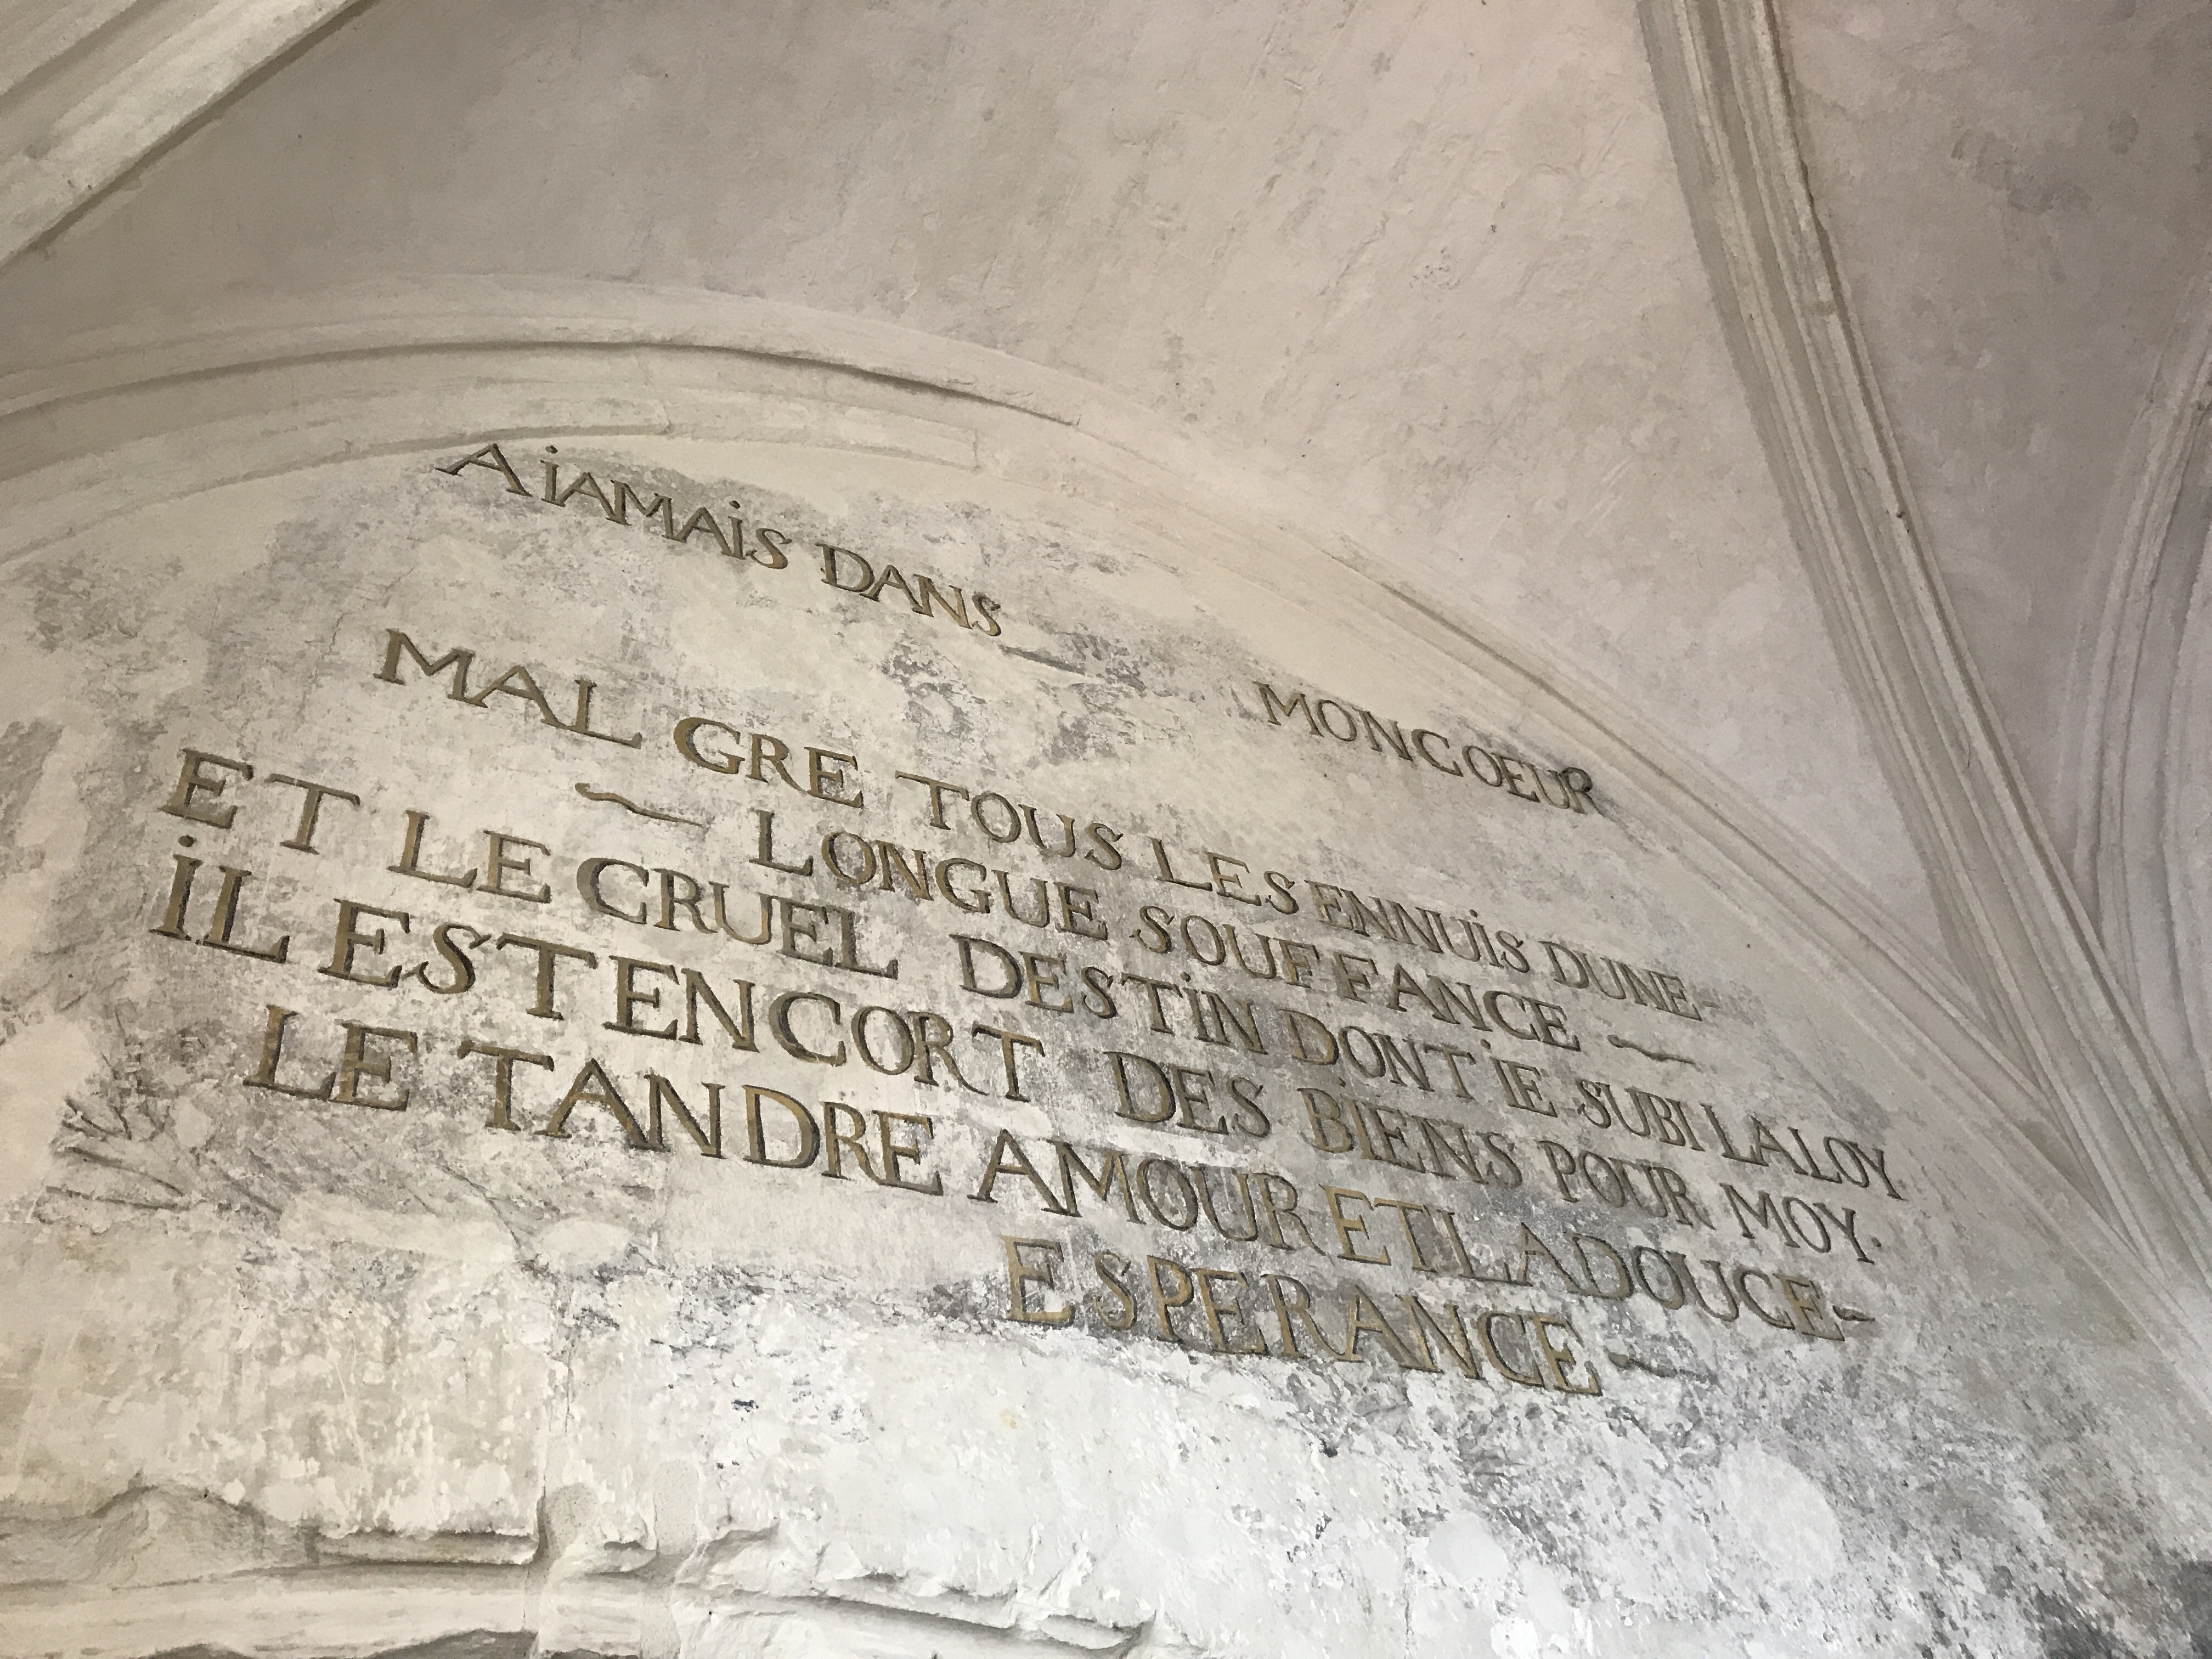 A iAMAiS DANS MONCOEUR
MAL GRE TOUS LES ENNUiS DUNE-
~ LONGUE SOUFFANCE ~
ET LE CRUEL DESTiN DONT iE SUBI LA LOY
iL EST ENCORT DES BiENS POUR MOY.
LE TANDRE AMOUR ET LA DOUCE-
ESPERANCE ~